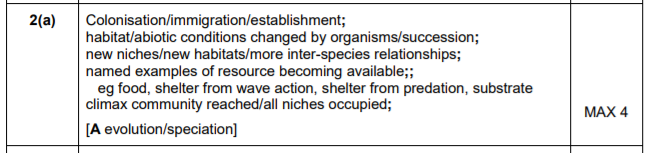 2(a)
Colonisation/immigration/establishment;
habitat/abiotic conditions changed by organisms/succession;
new niches/new habitats/more inter-species relationships;
named examples of resource becoming available;;
eg food, shelter from wave action, shelter from predation, substrate
climax community reached/all niches occupied;
[A evolution/speciation]
MAX 4